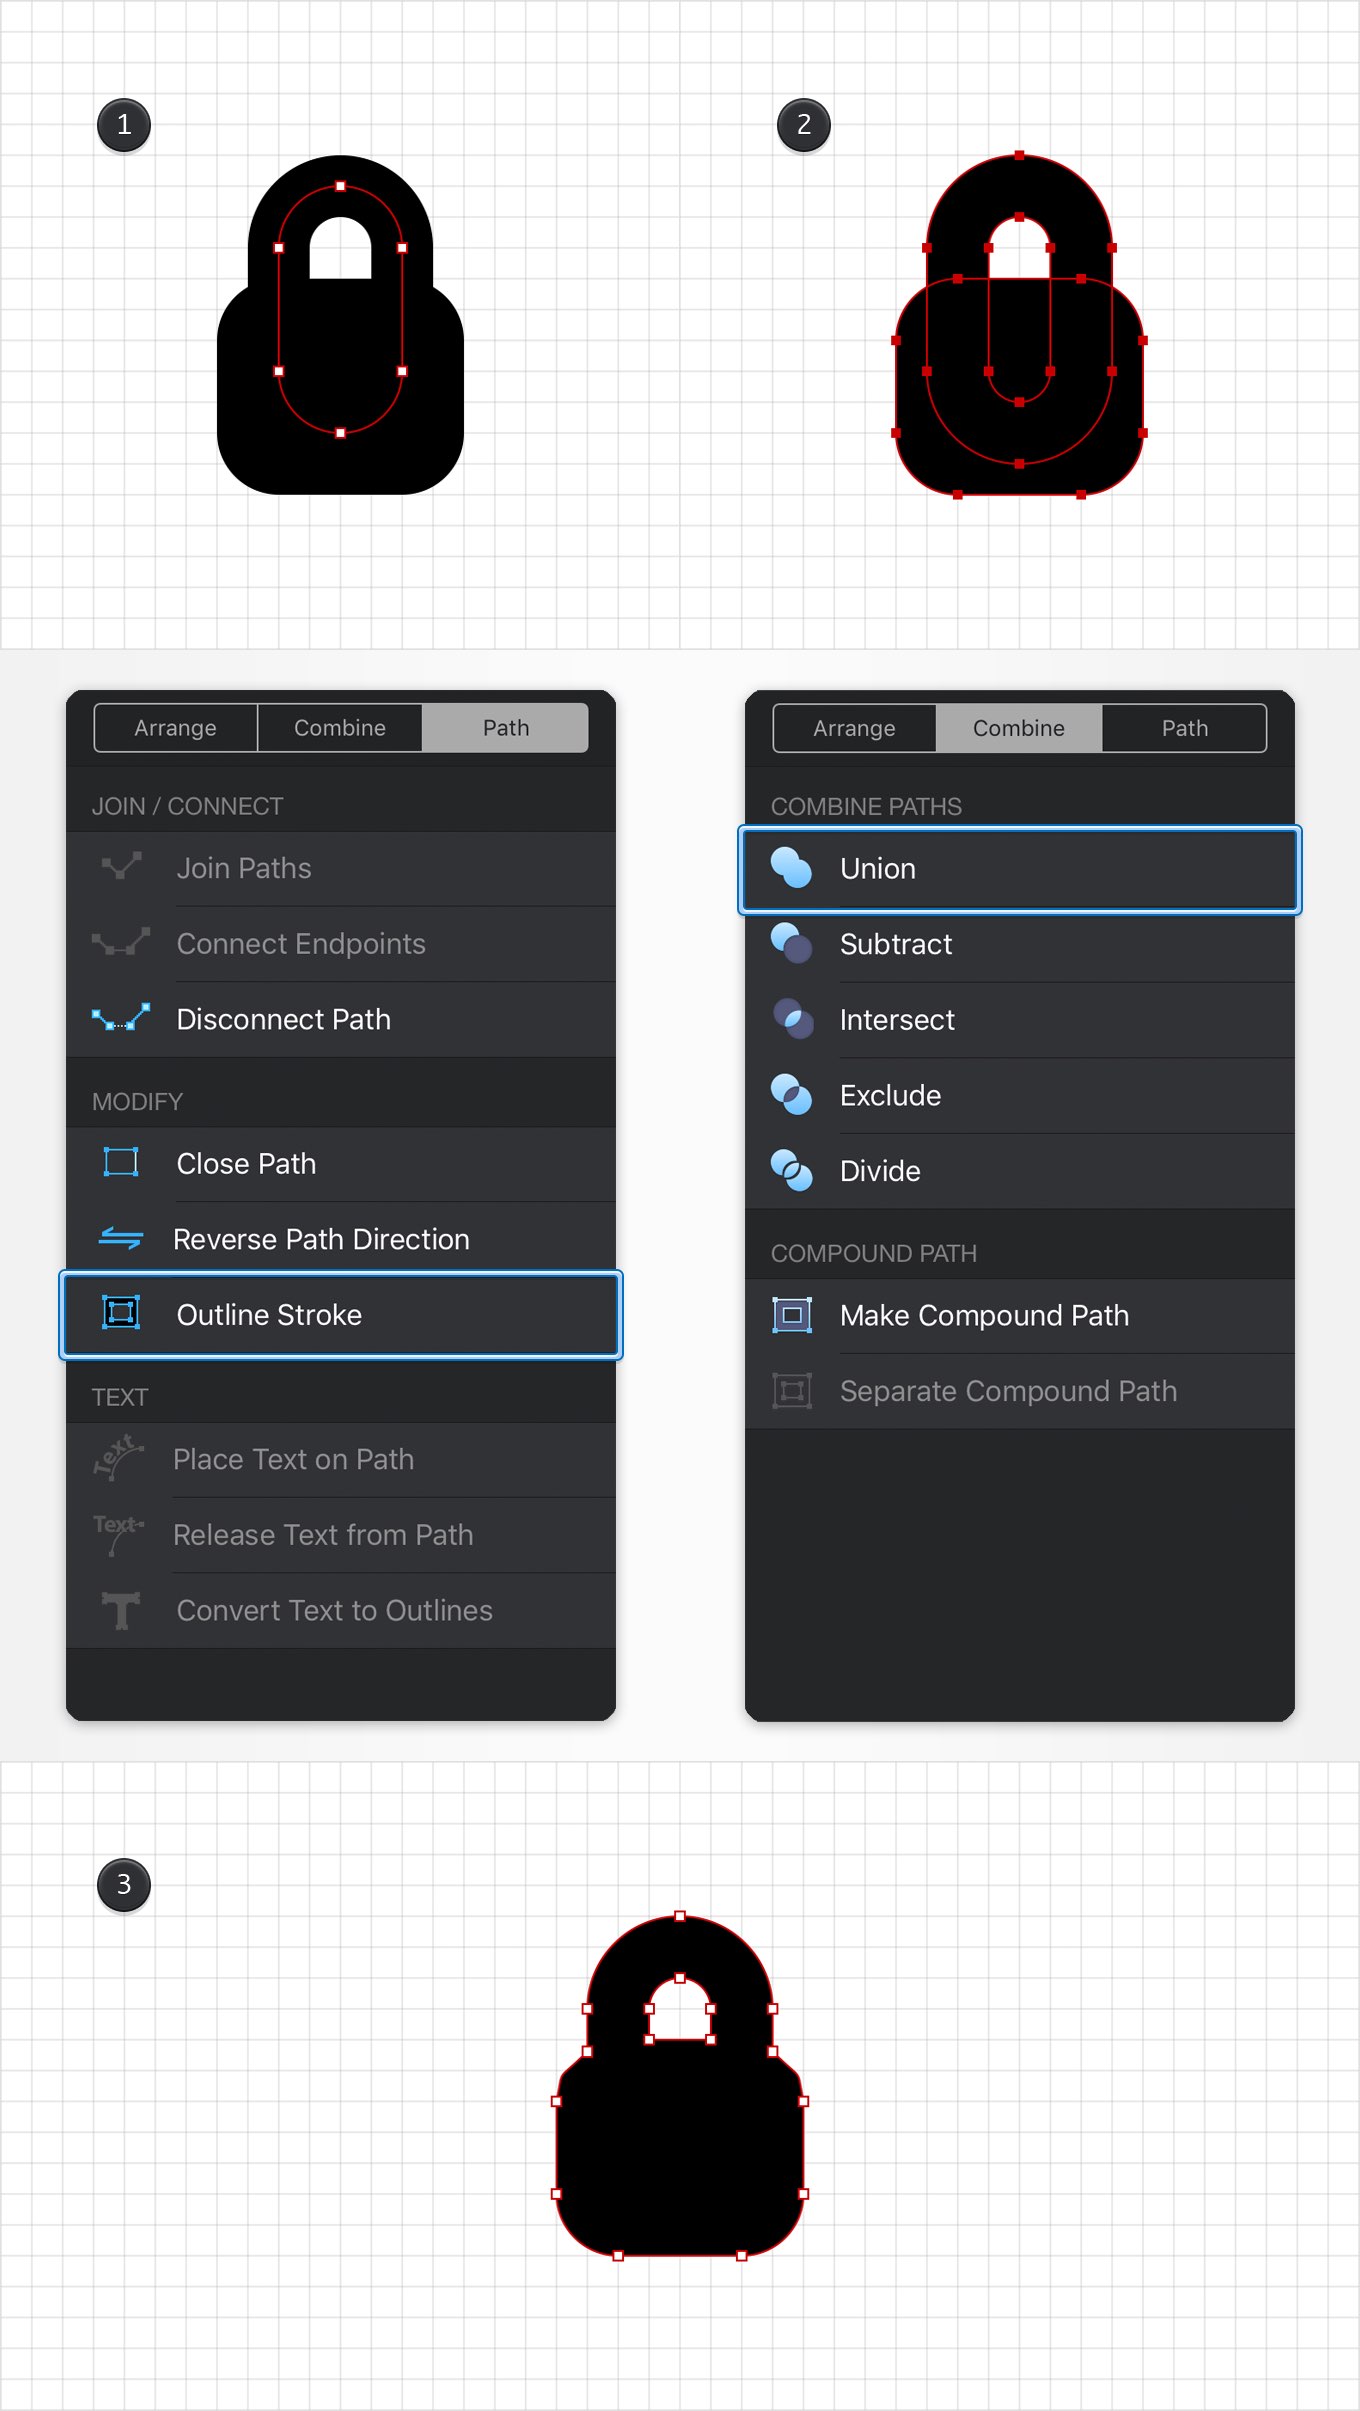 1
2
Arrange Combine Path
JOIN / CONNECT
Join Paths
Connect Endpoints
Disconnect Path
MODIFY
Close Path
Reverse Path Direction
Outline Stroke
TEXT
Text
Place Text on Path
Text
Release Text from Path
T
Convert Text to Outlines
Arrange Combine Path
COMBINE PATHS
Union
Subtract
Intersect
Exclude
Divide
COMPOUND PATH
Make Compound Path
Separate Compound Path
3